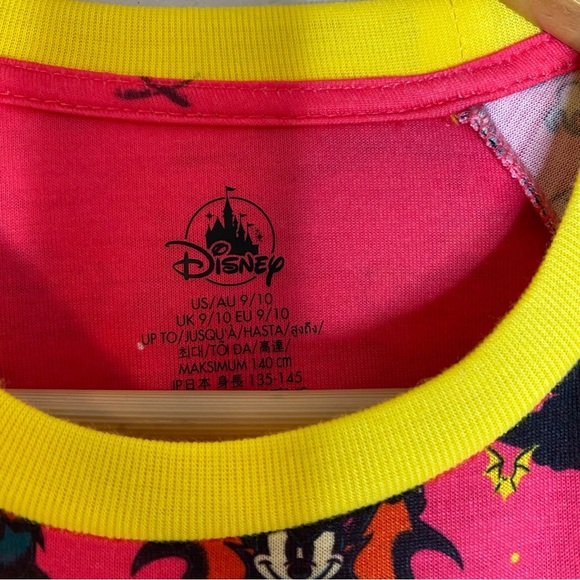 Disney
US/AU 9/10
UK 9/10 EU 9/10
UP TO/JUSQU'À/HASTA/สูงถึง/
최대/TỐI ĐA/高達/
MAKSIMUM 140 cm
JP日本 身長 135-145